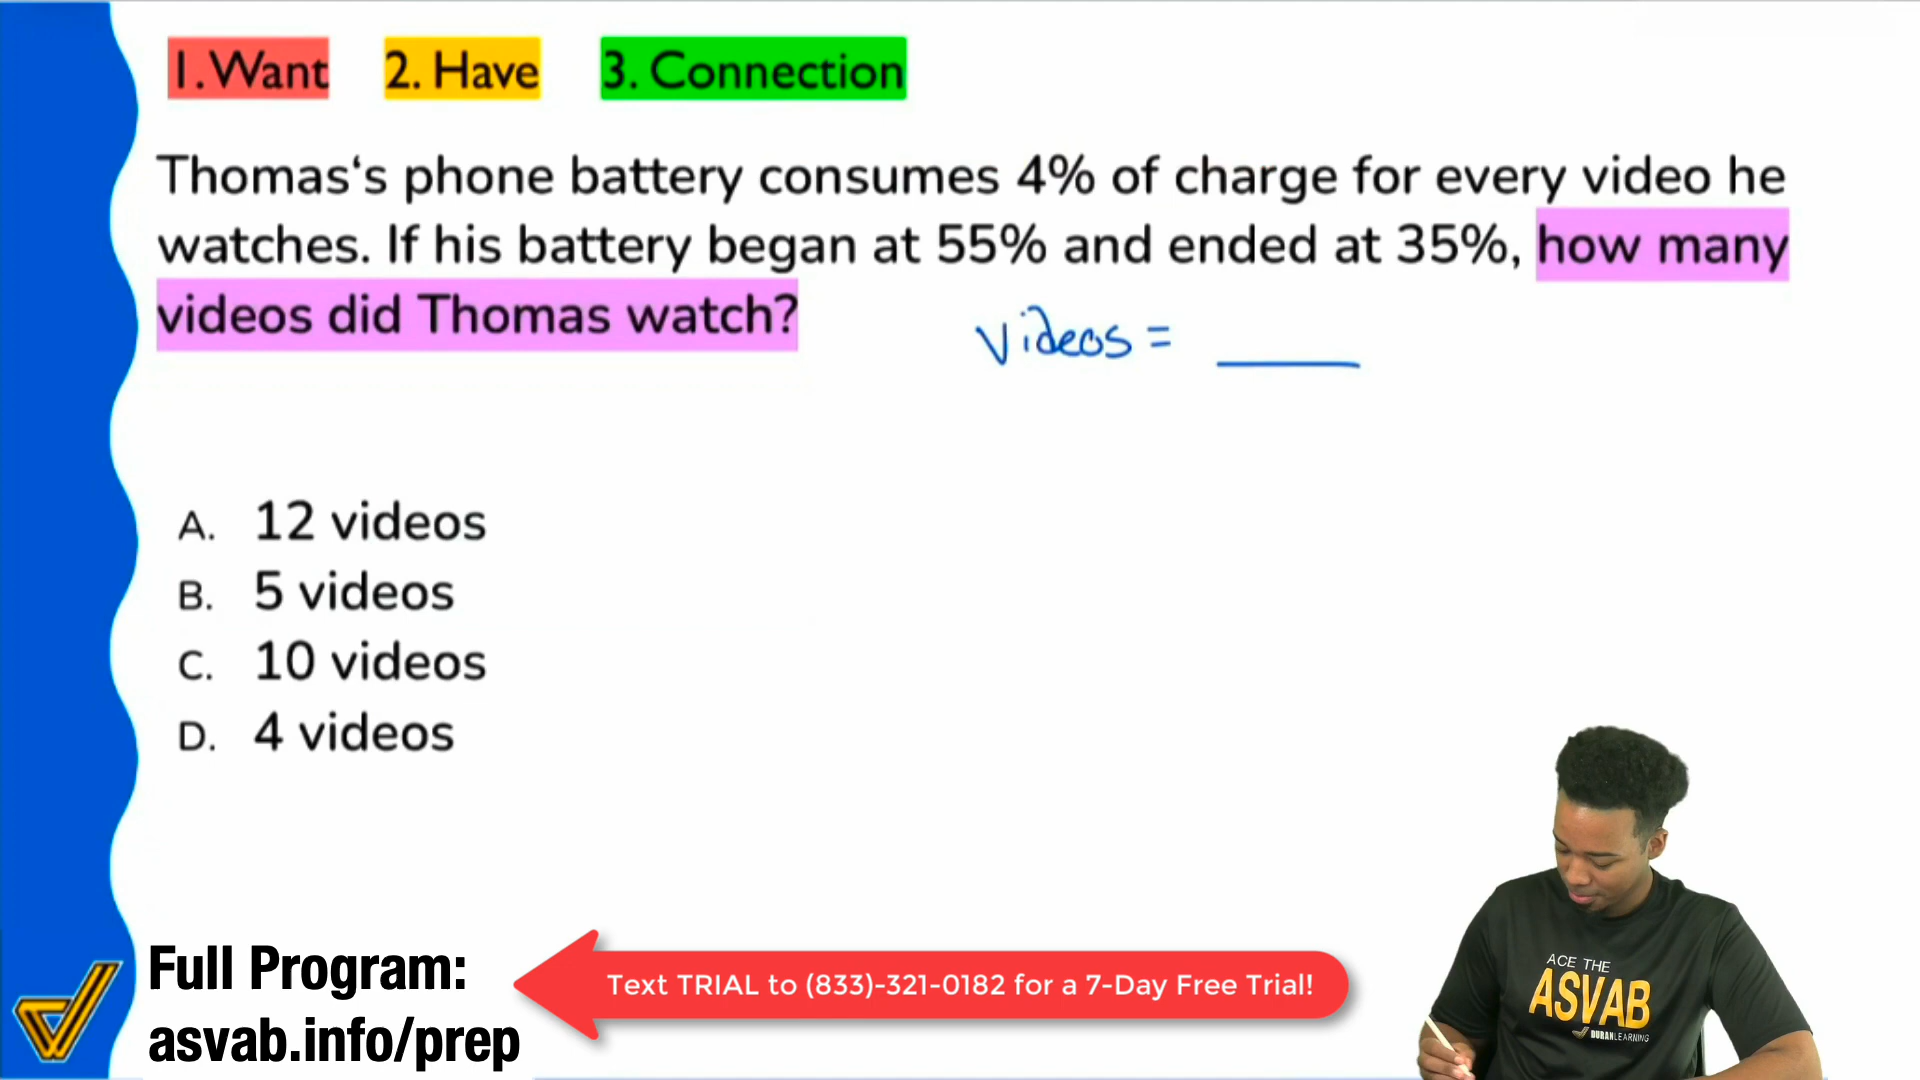 1. Want 2. Have 3. Connection
Thomas‘s phone battery consumes 4% of charge for every video he
watches. If his battery began at 55% and ended at 35%, how many
videos did Thomas watch?
videos = ____
A. 12 videos
B. 5 videos
C. 10 videos
D. 4 videos
Full Program:
asvab.info/prep
Text TRIAL to (833)-321-0182 for a 7-Day Free Trial!
ACE THE
ASVAB
DURANLEARNING